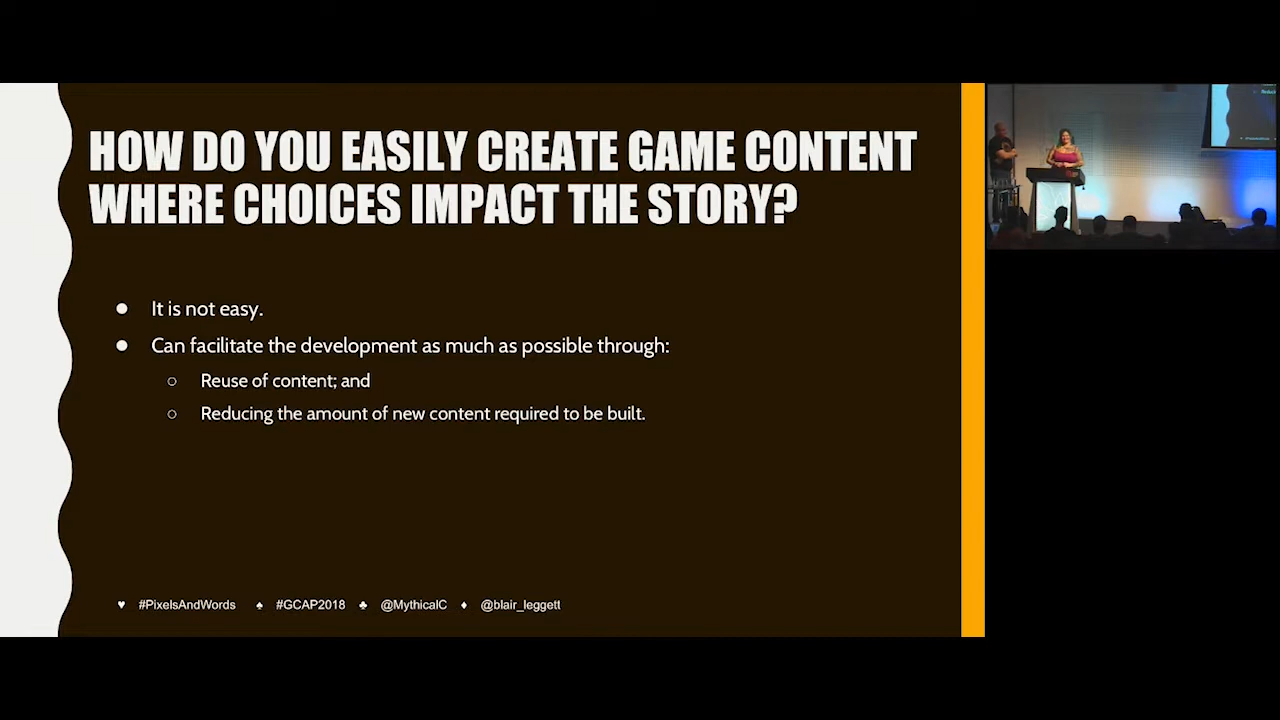 HOW DO YOU EASILY CREATE GAME CONTENT
WHERE CHOICES IMPACT THE STORY?
● It is not easy.
● Can facilitate the development as much as possible through:
○ Reuse of content; and
○ Reducing the amount of new content required to be built.
♥ #PixelsAndWords ♠ #GCAP2018 ♣ @MythicalC ♦ @blair_leggett